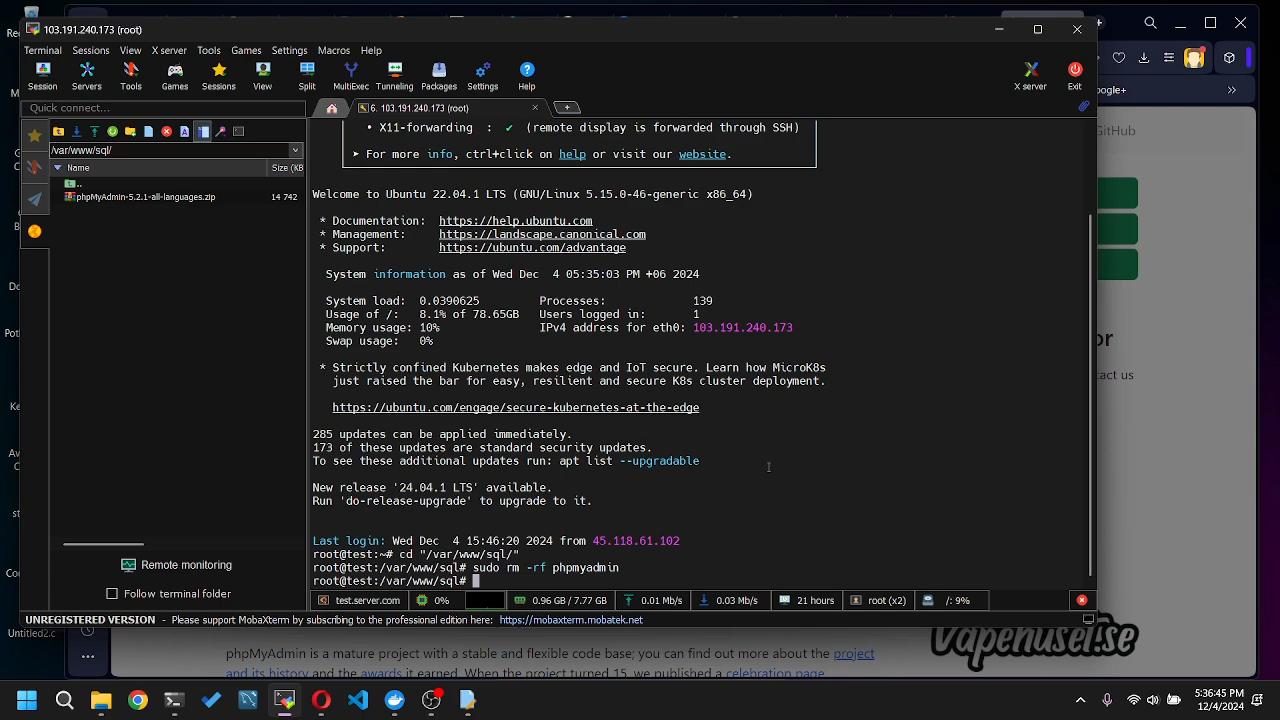 103.191.240.173 (root)
Terminal Sessions View X server Tools Games Settings Macros Help
Session Servers Tools Games Sessions View Split MultiExec Tunneling Packages Settings Help X server Exit
Quick connect...
6. 103.191.240.173 (root)
/var/www/sql/
Name Size (KB
..
phpMyAdmin-5.2.1-all-languages.zip 14 742
• X11-forwarding : ✓ (remote display is forwarded through SSH)
➤ For more info, ctrl+click on help or visit our website.
Welcome to Ubuntu 22.04.1 LTS (GNU/Linux 5.15.0-46-generic x86_64)
* Documentation: https://help.ubuntu.com
* Management: https://landscape.canonical.com
* Support: https://ubuntu.com/advantage
System information as of Wed Dec 4 05:35:03 PM +06 2024
System load: 0.0390625 Processes: 139
Usage of /: 8.1% of 78.65GB Users logged in: 1
Memory usage: 10% IPv4 address for eth0: 103.191.240.173
Swap usage: 0%
* Strictly confined Kubernetes makes edge and IoT secure. Learn how MicroK8s
just raised the bar for easy, resilient and secure K8s cluster deployment.
https://ubuntu.com/engage/secure-kubernetes-at-the-edge
285 updates can be applied immediately.
173 of these updates are standard security updates.
To see these additional updates run: apt list --upgradable
New release '24.04.1 LTS' available.
Run 'do-release-upgrade' to upgrade to it.
Last login: Wed Dec 4 15:46:20 2024 from 45.118.61.102
root@test:~# cd "/var/www/sql/"
root@test:/var/www/sql# sudo rm -rf phpmyadmin
root@test:/var/www/sql#
Remote monitoring
Follow terminal folder
test.server.com 0% 0.96 GB / 7.77 GB 0.01 Mb/s 0.03 Mb/s 21 hours root (x2) /: 9%
UNREGISTERED VERSION - Please support MobaXterm by subscribing to the professional edition here: https://mobaxterm.mobatek.net
oogle+
GitHub
or
act us
Vapenuset.se
Untitled2.c
phpMyAdmin is a mature project with a stable and flexible code base; you can find out more about the project
and its history and the awards it earned. When the project turned 15, we published a celebration page.
5:36:45 PM
12/4/2024